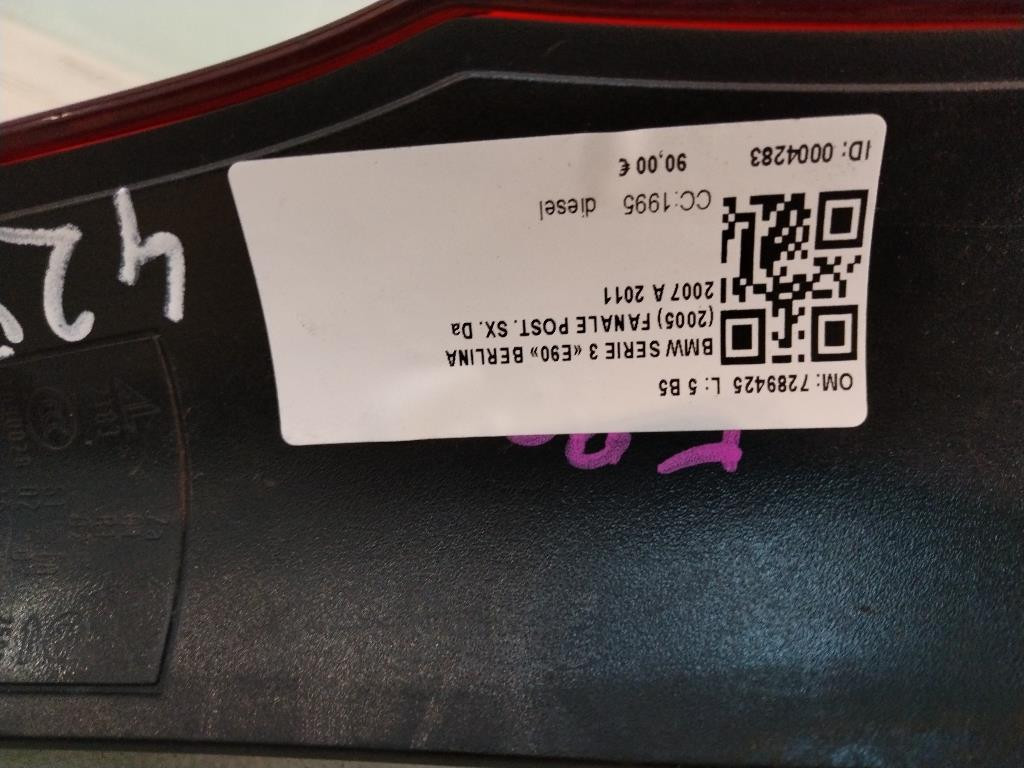 OM: 7289425 L: 5 B5
BMW SERIE 3 «E90» BERLINA
(2005) FANALE POST. SX. Da
2007 A 2011
CC:1995 diesel
ID: 0004283 90,00 €